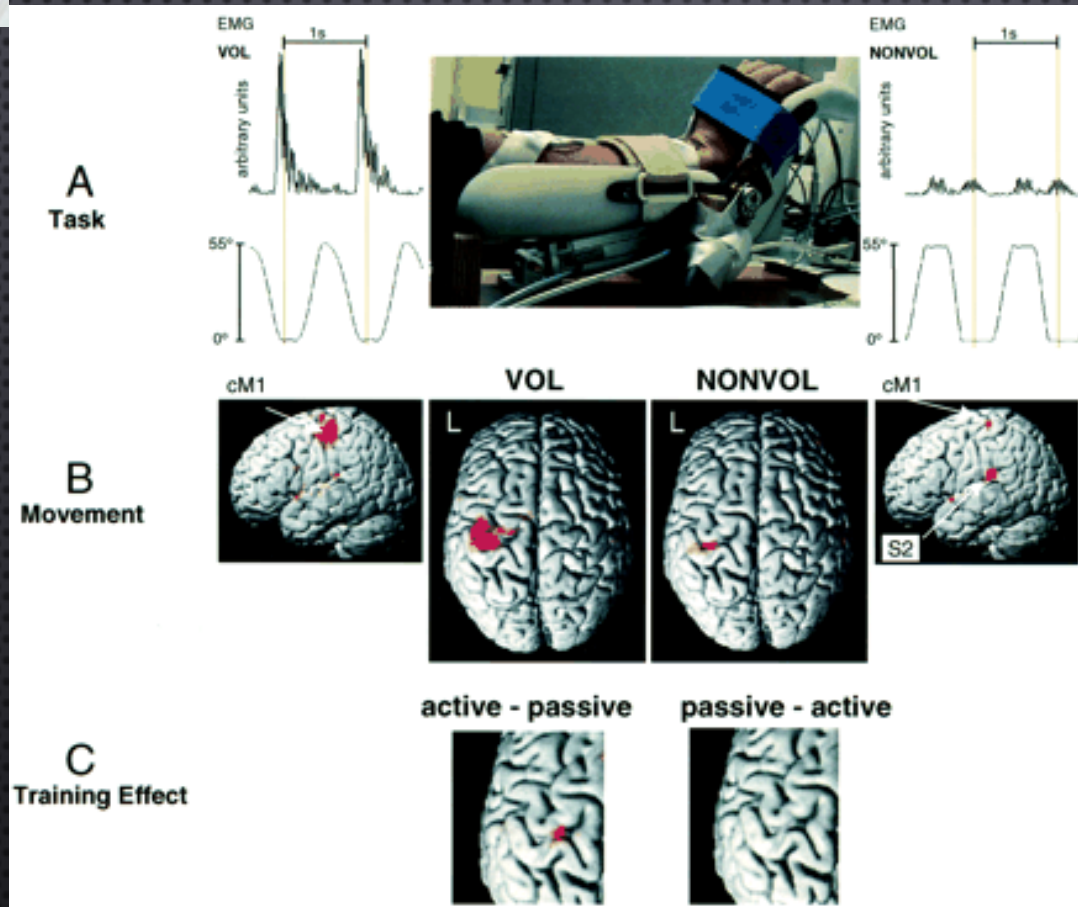 EMG
VOL
1s
arbitrary units
55°
0°
A
Task
EMG
NONVOL
1s
arbitrary units
55°
0°
B
Movement
cM1
VOL
L
NONVOL
L
cM1
S2
C
Training Effect
active - passive
passive - active